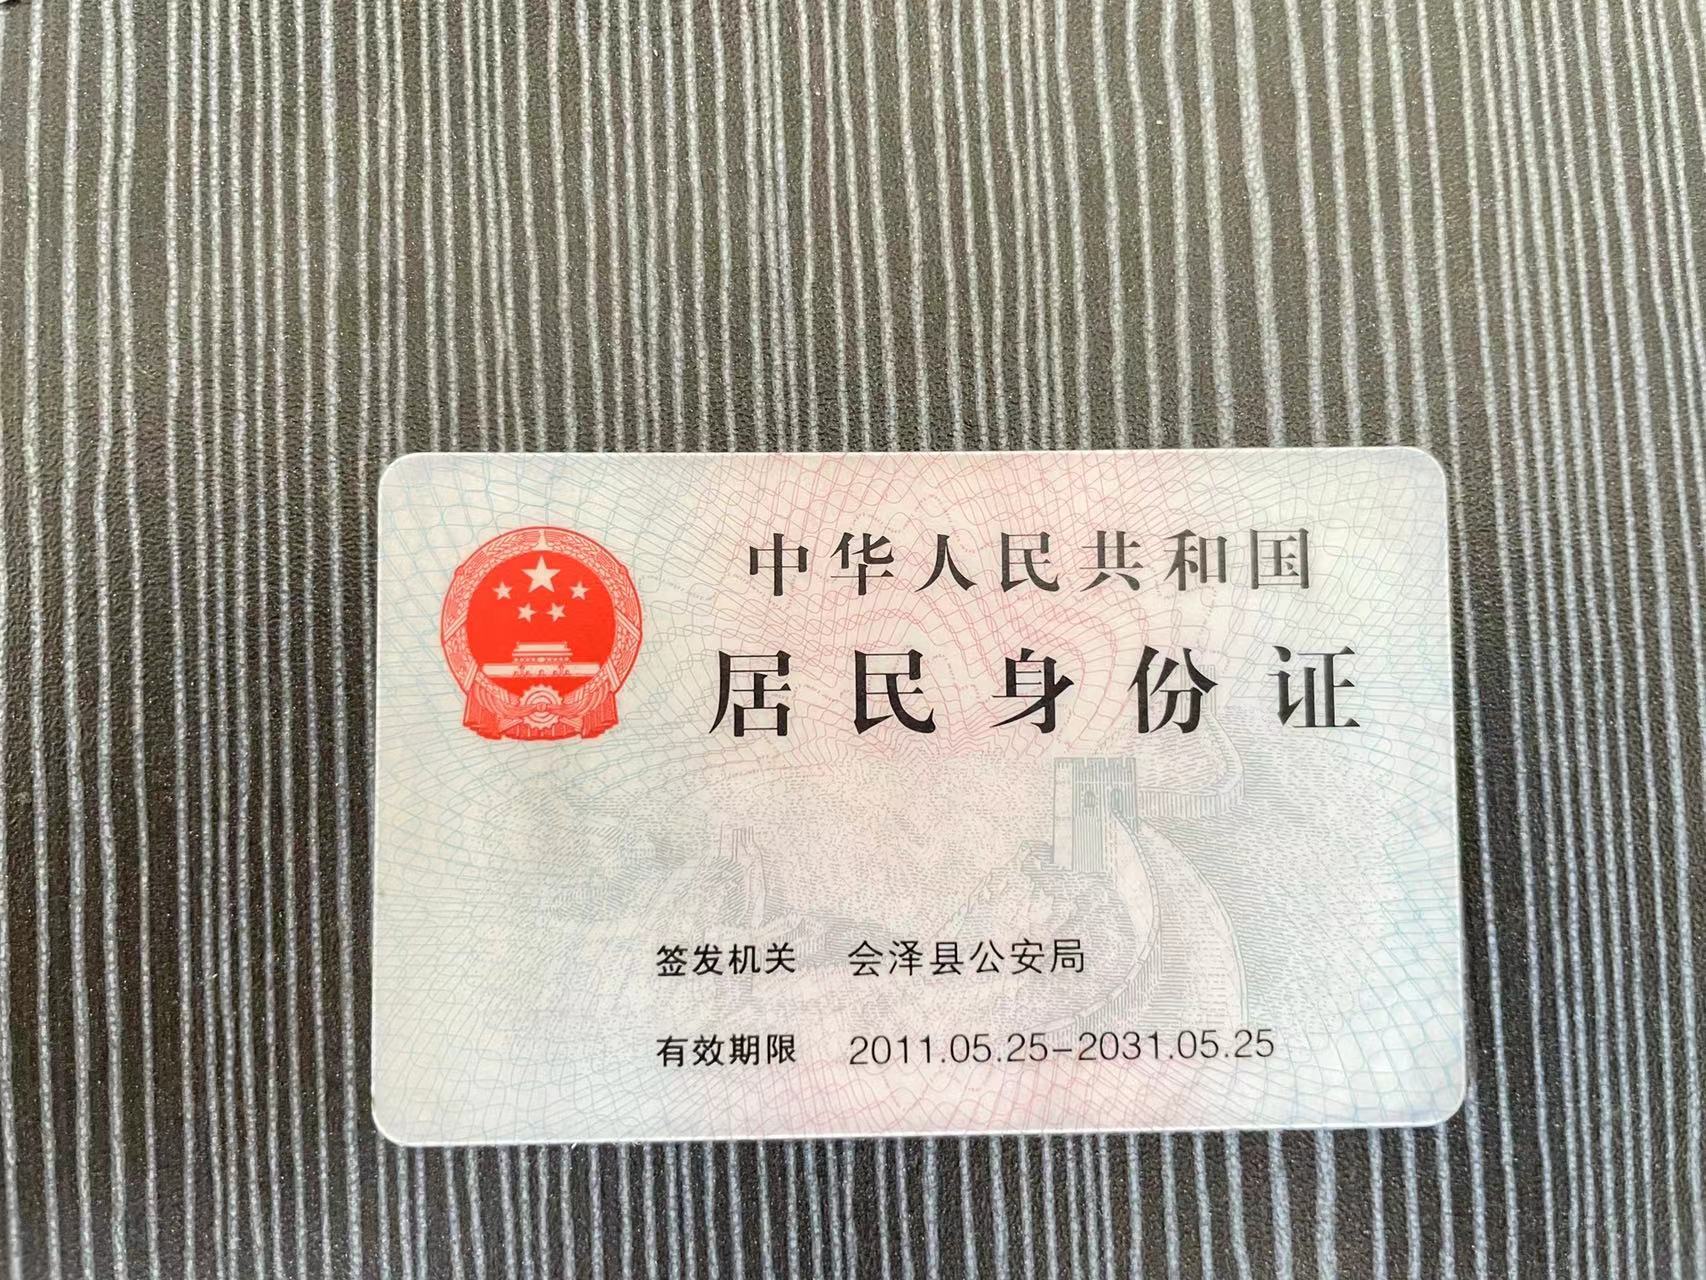 中华人民共和国
居民身份证
签发机关 会泽县公安局
有效期限 2011.05.25-2031.05.25